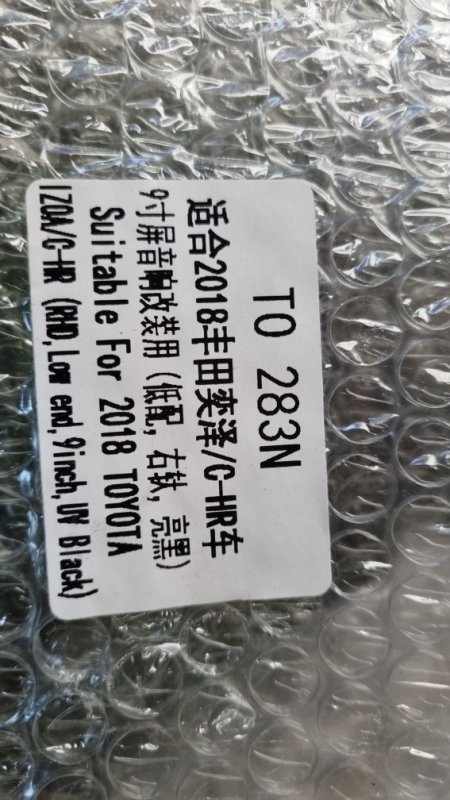 TO 283N
适合2018丰田奕泽/C-HR车
9寸屏音响改装用(低配, 右钛, 亮黑)
Suitable For 2018 TOYOTA
IZOA/C-HR (RHD,Low end,9inch,UV Black)